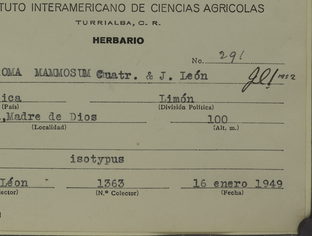 TUTO INTERAMERICANO DE CIENCIAS AGRICOLAS
TURRIALBA, C. R.
HERBARIO
No. 291
OMA MAMMOSUM Cuatr. & J. León
ica Limón
(País) (División Política)
,Madre de Dios 100
(Localidad) (Alt. m.)
isotypus
Léon 1363 16 enero 1949
ector) (N.º Colector) (Fecha)